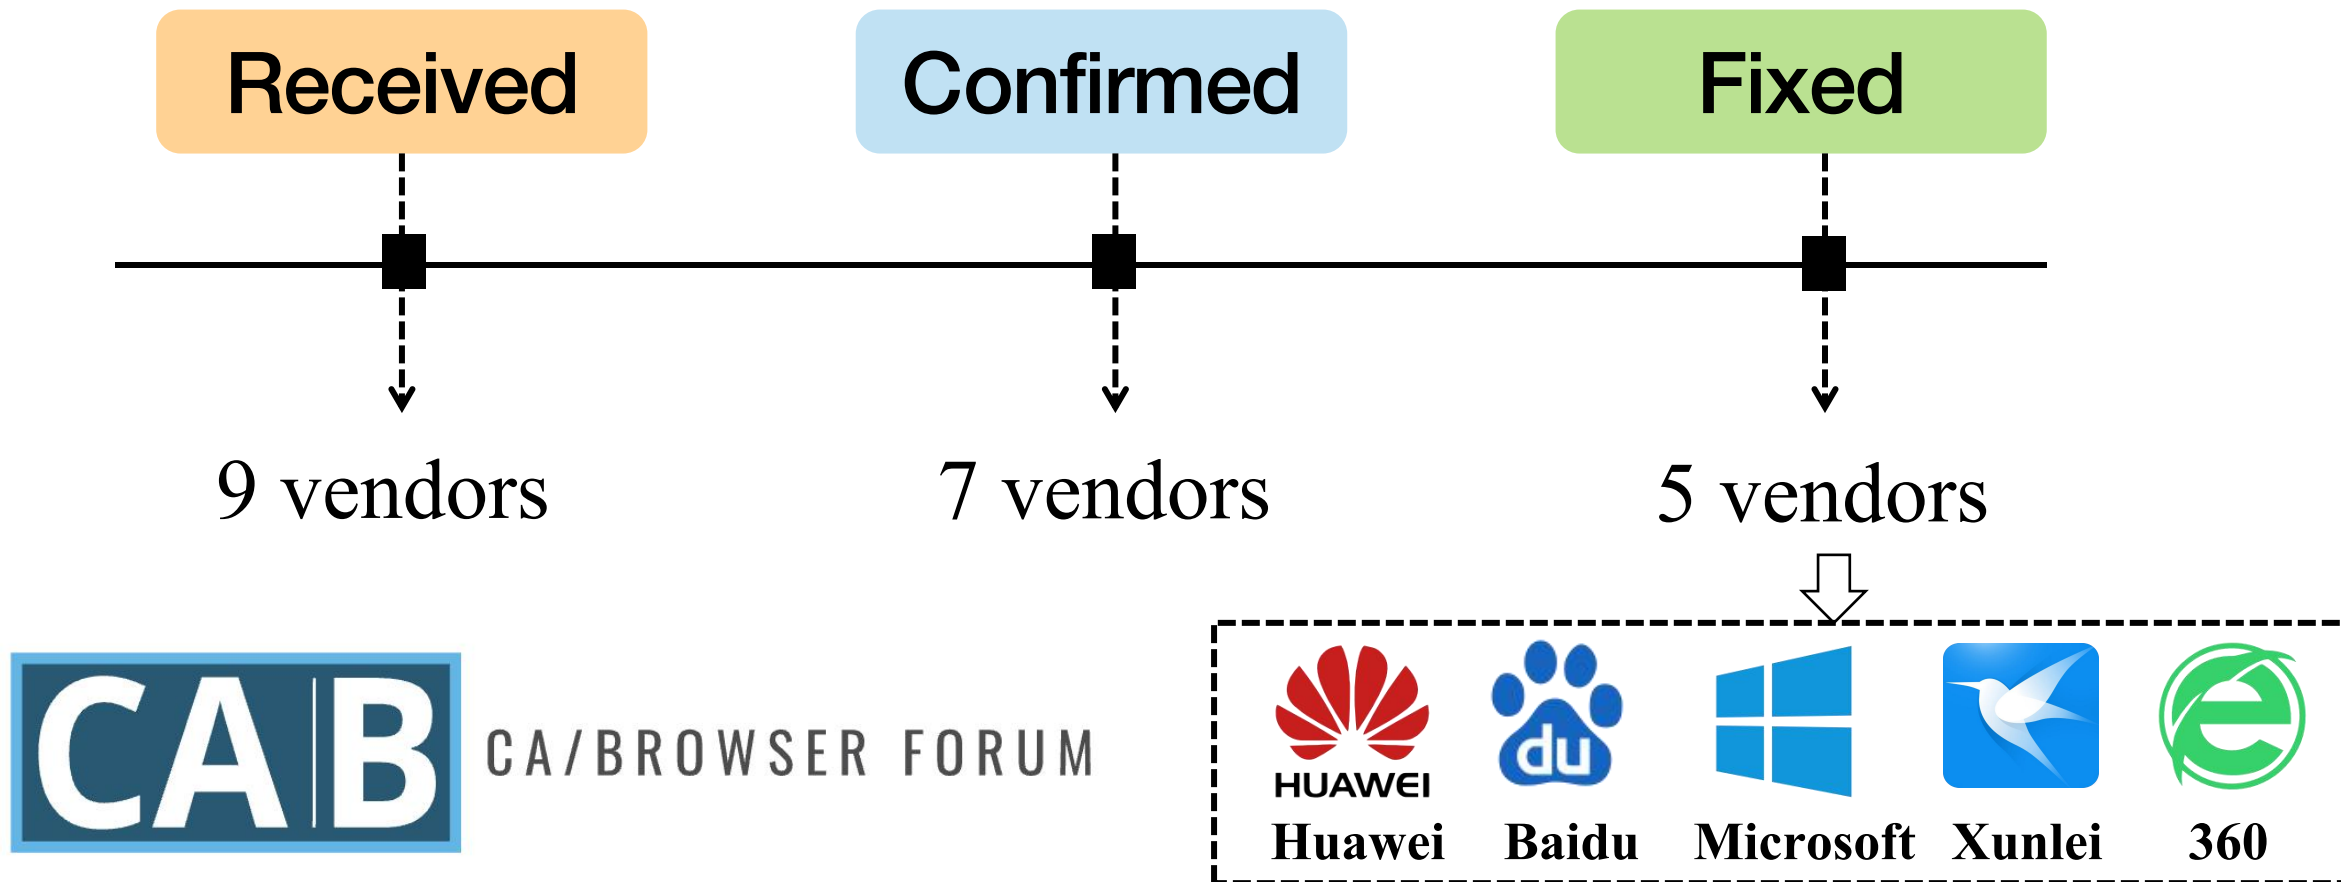 Received
Confirmed
Fixed
9 vendors
7 vendors
5 vendors
CA|B
CA/BROWSER FORUM
du
HUAWEI
e
Huawei
Baidu
Microsoft
Xunlei
360